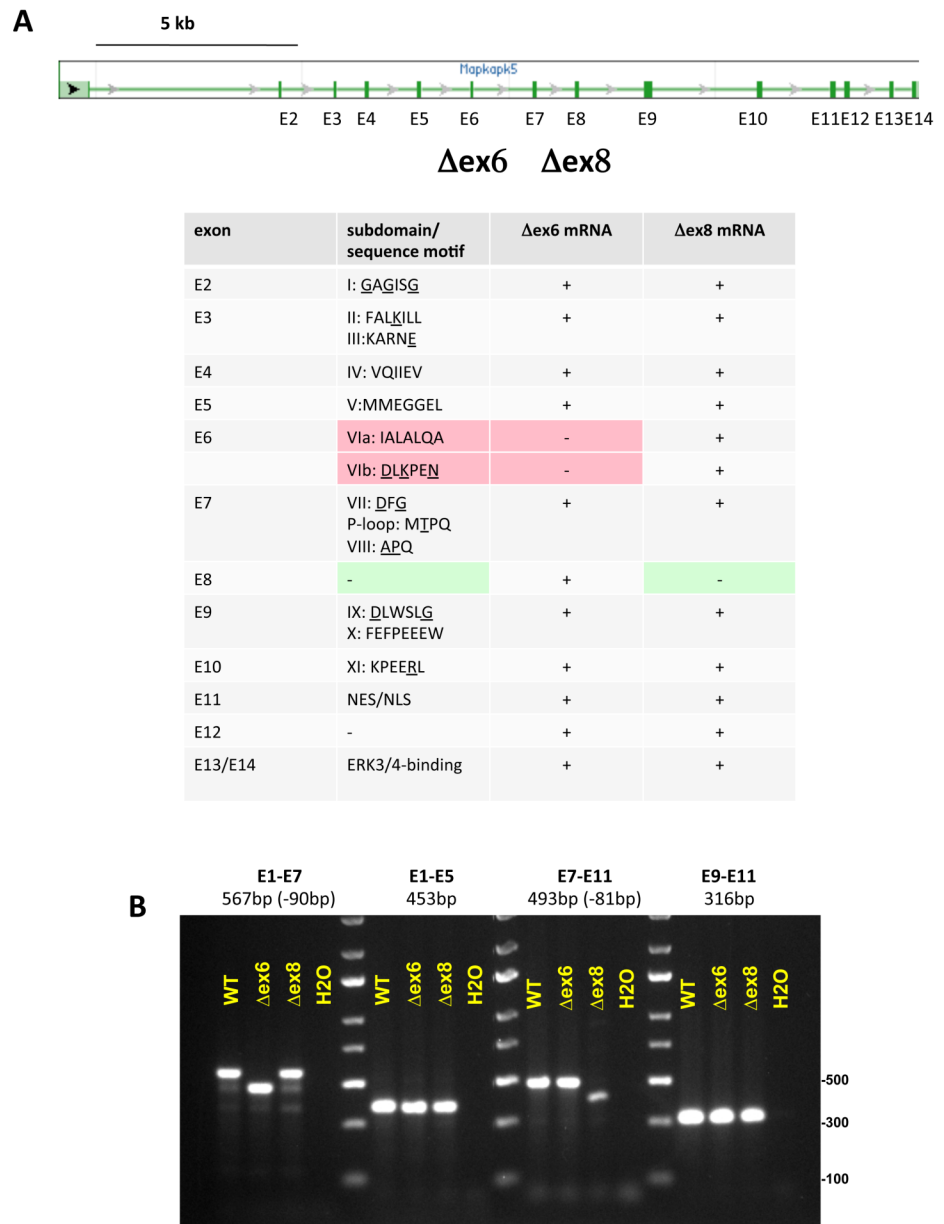 A
5 kb
Mapkapk5
E2 E3 E4 E5 E6 E7 E8 E9 E10 E11 E12 E13 E14
Δex6 Δex8
exon subdomain/ sequence motif Δex6 mRNA Δex8 mRNA
E2 I: GAGISG + +
E3 II: FALKILL + +
III:KARNE
E4 IV: VQIIEV + +
E5 V:MMEGGEL + +
E6 VIa: IALALQA - +
VIb: DLKPEN - +
E7 VII: DFG + +
P-loop: MTPQ
VIII: APQ
E8 - + -
E9 IX: DLWSLG + +
X: FEFPEEEW
E10 XI: KPEERL + +
E11 NES/NLS + +
E12 - + +
E13/E14 ERK3/4-binding + +
B
E1-E7 E1-E5 E7-E11 E9-E11
567bp (-90bp) 453bp 493bp (-81bp) 316bp
WT Δex6 Δex8 H2O WT Δex6 Δex8 H2O WT Δex6 Δex8 H2O WT Δex6 Δex8 H2O
-500
-300
-100